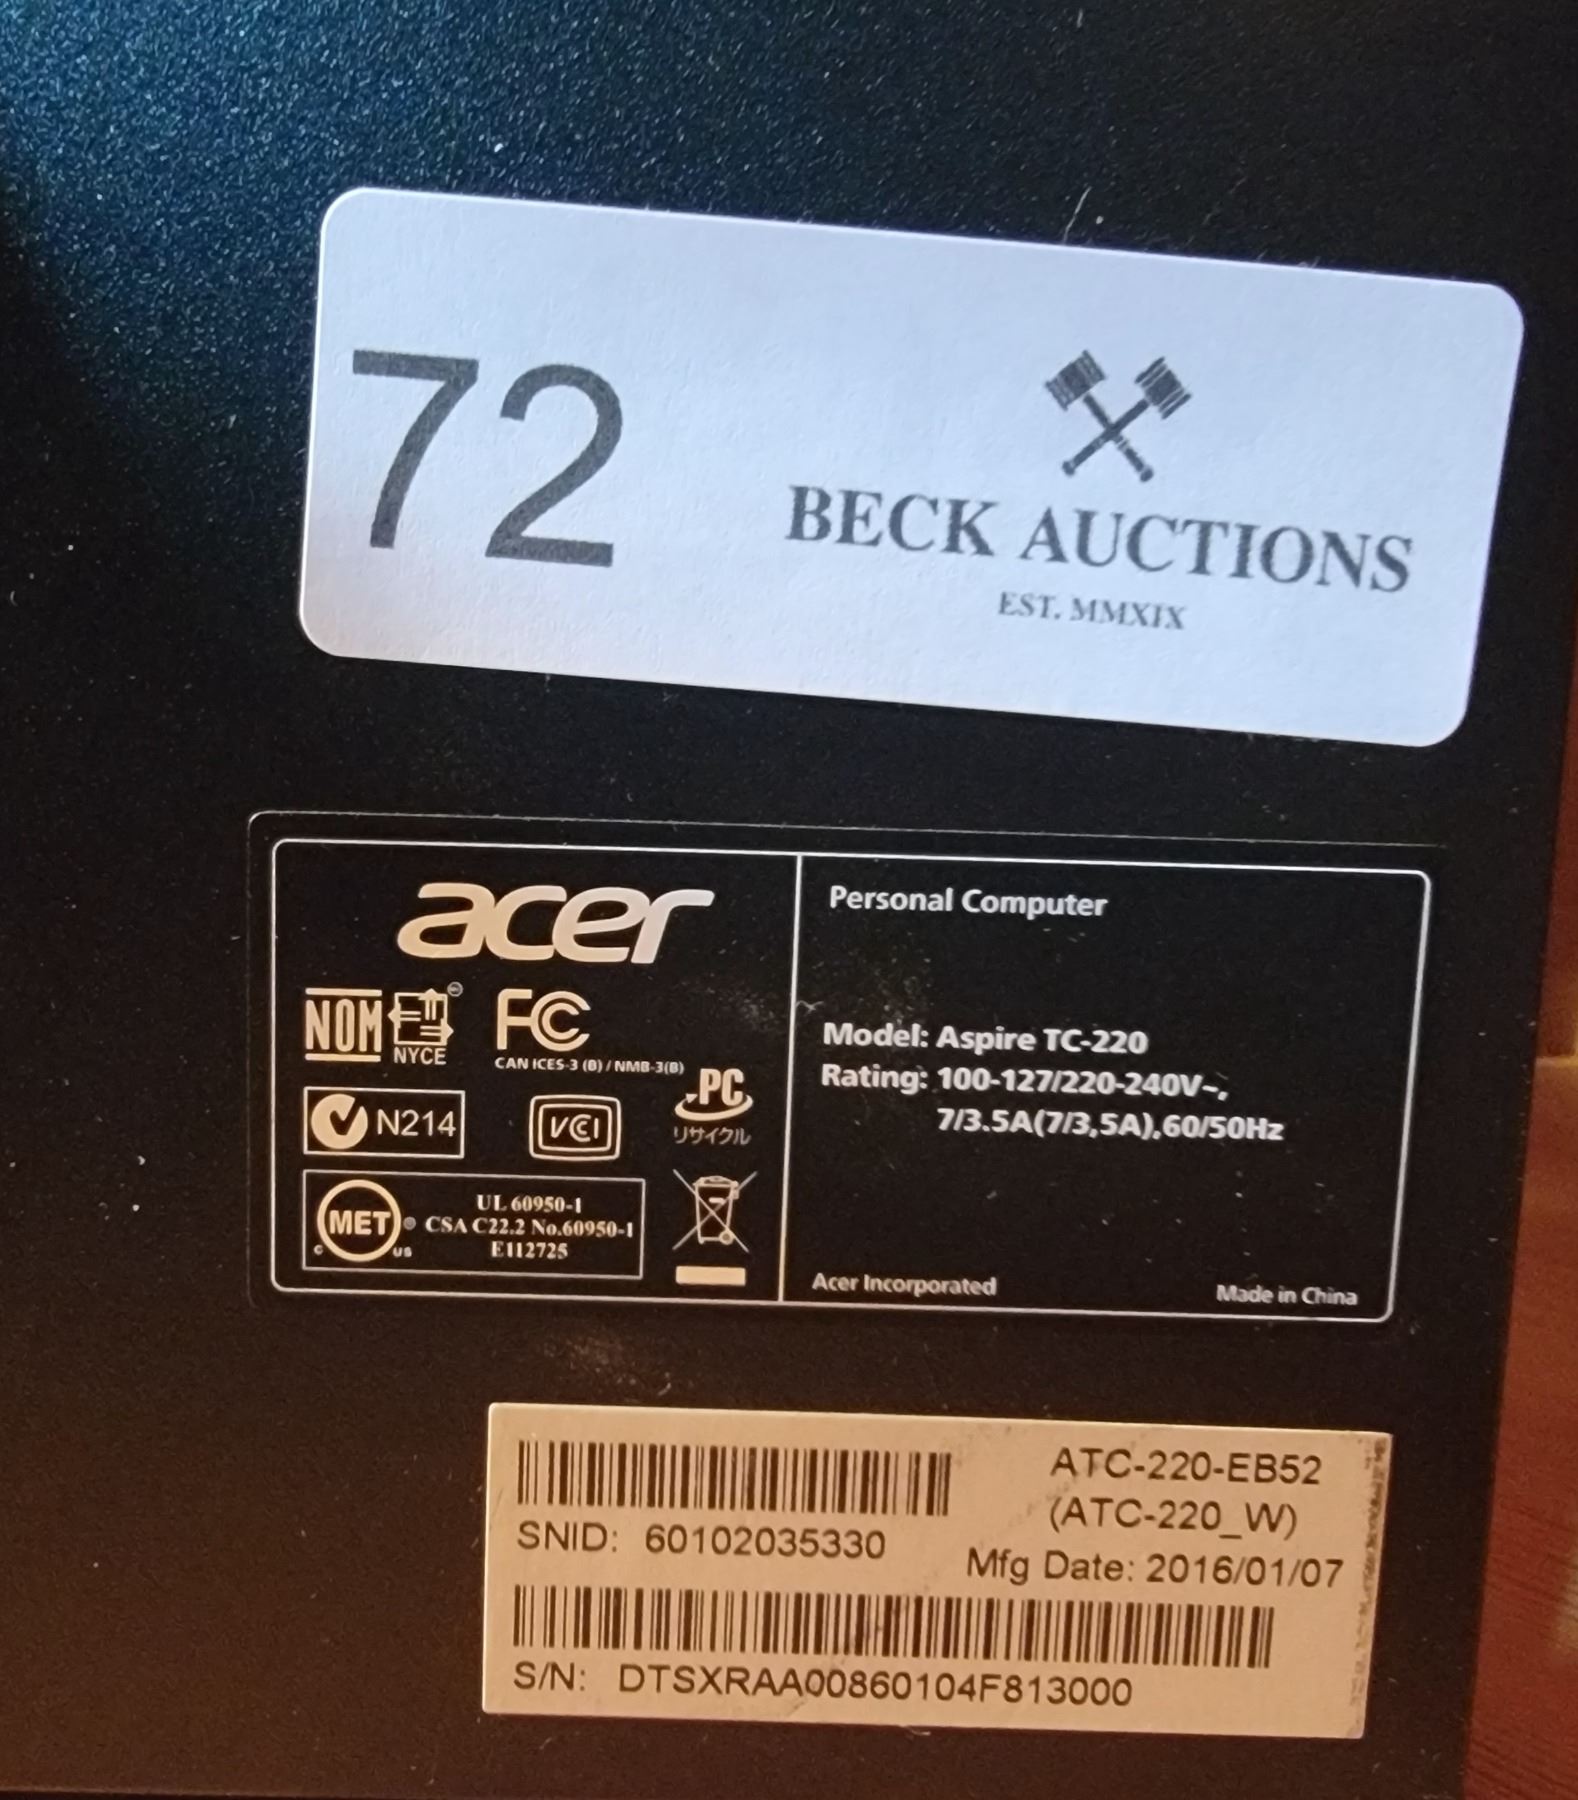 72
BECK AUCTIONS
EST. MMXIX
acer
NOM
NYCE
FC
CAN ICES-3 (B) / NMB-3(B)
N214
VCI
PC
リサイクル
MET
C
US
UL 60950-1
CSA C22.2 No.60950-1
E112725
Personal Computer
Model: Aspire TC-220
Rating: 100-127/220-240V~,
7/3.5A(7/3,5A),60/50Hz
Acer Incorporated
Made in China
ATC-220-EB52
(ATC-220_W)
SNID: 60102035330
Mfg Date: 2016/01/07
S/N: DTSXRAA00860104F813000